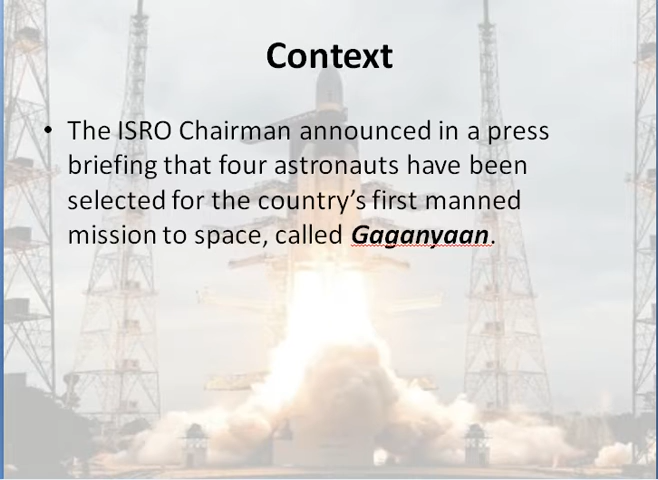 Context
• The ISRO Chairman announced in a press
briefing that four astronauts have been
selected for the country’s first manned
mission to space, called Gaganyaan.